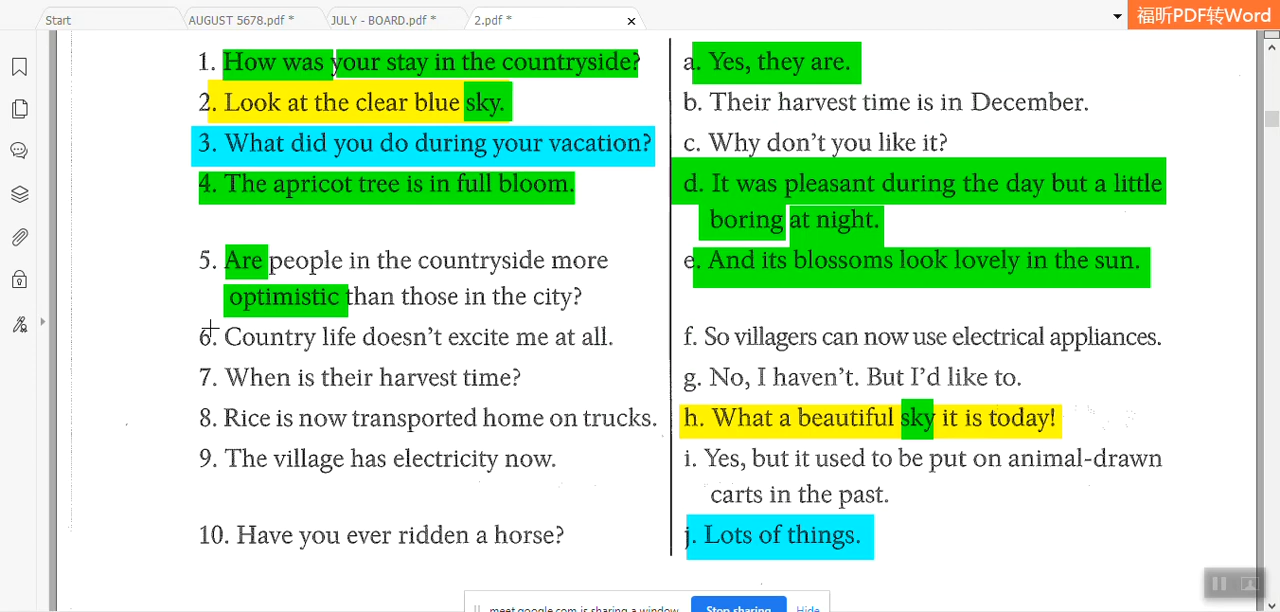 Start
AUGUST 5678.pdf *
JULY - BOARD.pdf *
2.pdf *
福昕PDF转Word
1. How was your stay in the countryside?
2. Look at the clear blue sky.
3. What did you do during your vacation?
4. The apricot tree is in full bloom.
5. Are people in the countryside more
optimistic than those in the city?
6. Country life doesn't excite me at all.
7. When is their harvest time?
8. Rice is now transported home on trucks.
9. The village has electricity now.
10. Have you ever ridden a horse?
a. Yes, they are.
b. Their harvest time is in December.
c. Why don't you like it?
d. It was pleasant during the day but a little
boring at night.
e. And its blossoms look lovely in the sun.
f. So villagers can now use electrical appliances.
g. No, I haven't. But I'd like to.
h. What a beautiful sky it is today!
i. Yes, but it used to be put on animal-drawn
carts in the past.
j. Lots of things.
meet.google.com is sharing a window.
Stop sharing
Hide